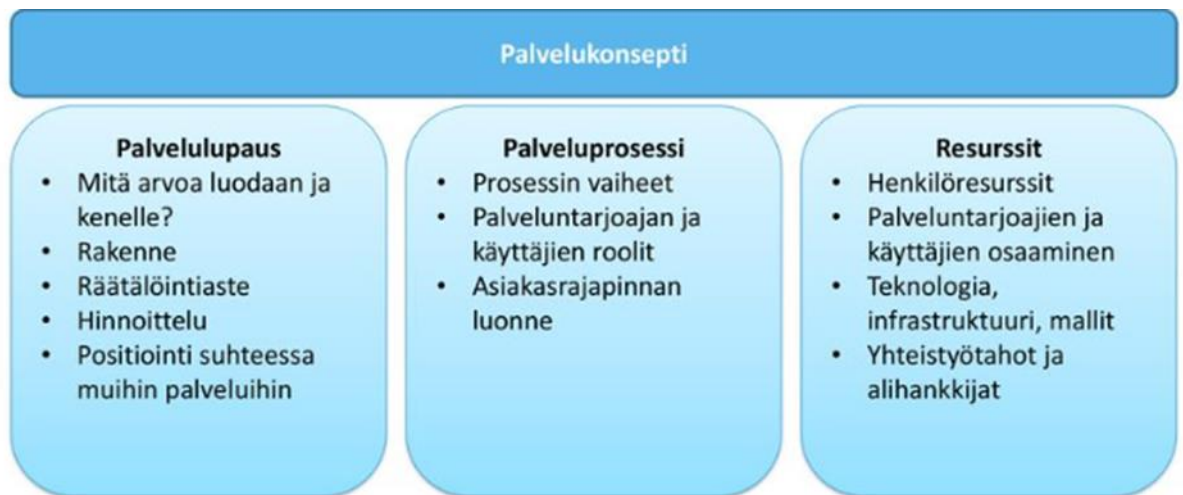 Palvelukonsepti
Palvelulupaus
• Mitä arvoa luodaan ja
kenelle?
• Rakenne
• Räätälöintiaste
• Hinnoittelu
• Positiointi suhteessa
muihin palveluihin
Palveluprosessi
• Prosessin vaiheet
• Palveluntarjoajan ja
käyttäjien roolit
• Asiakasrajapinnan
luonne
Resurssit
• Henkilöresurssit
• Palveluntarjoajien ja
käyttäjien osaaminen
• Teknologia,
infrastruktuuri, mallit
• Yhteistyötahot ja
alihankkijat